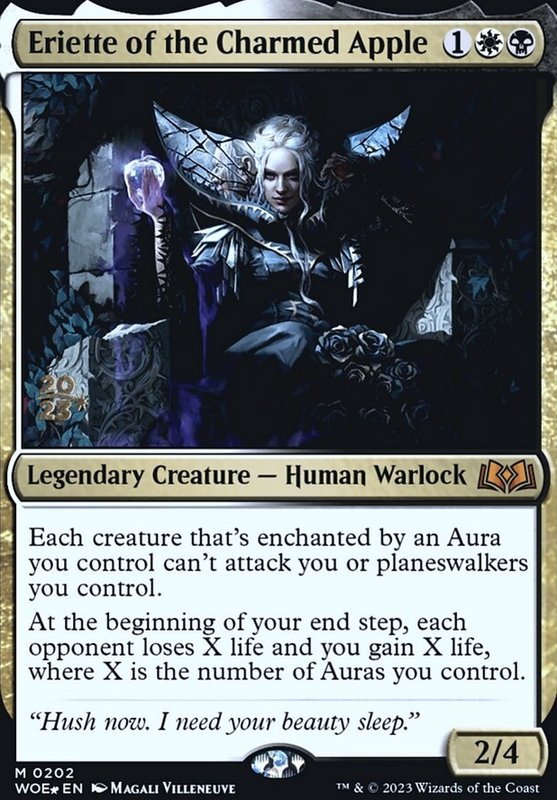 Eriette of the Charmed Apple 1
2023
Legendary Creature — Human Warlock
Each creature that's enchanted by an Aura
you control can't attack you or planeswalkers
you control.
At the beginning of your end step, each
opponent loses X life and you gain X life,
where X is the number of Auras you control.
“Hush now. I need your beauty sleep.”
2/4
M 0202
WOE★EN Magali Villeneuve
™ & © 2023 Wizards of the Coast